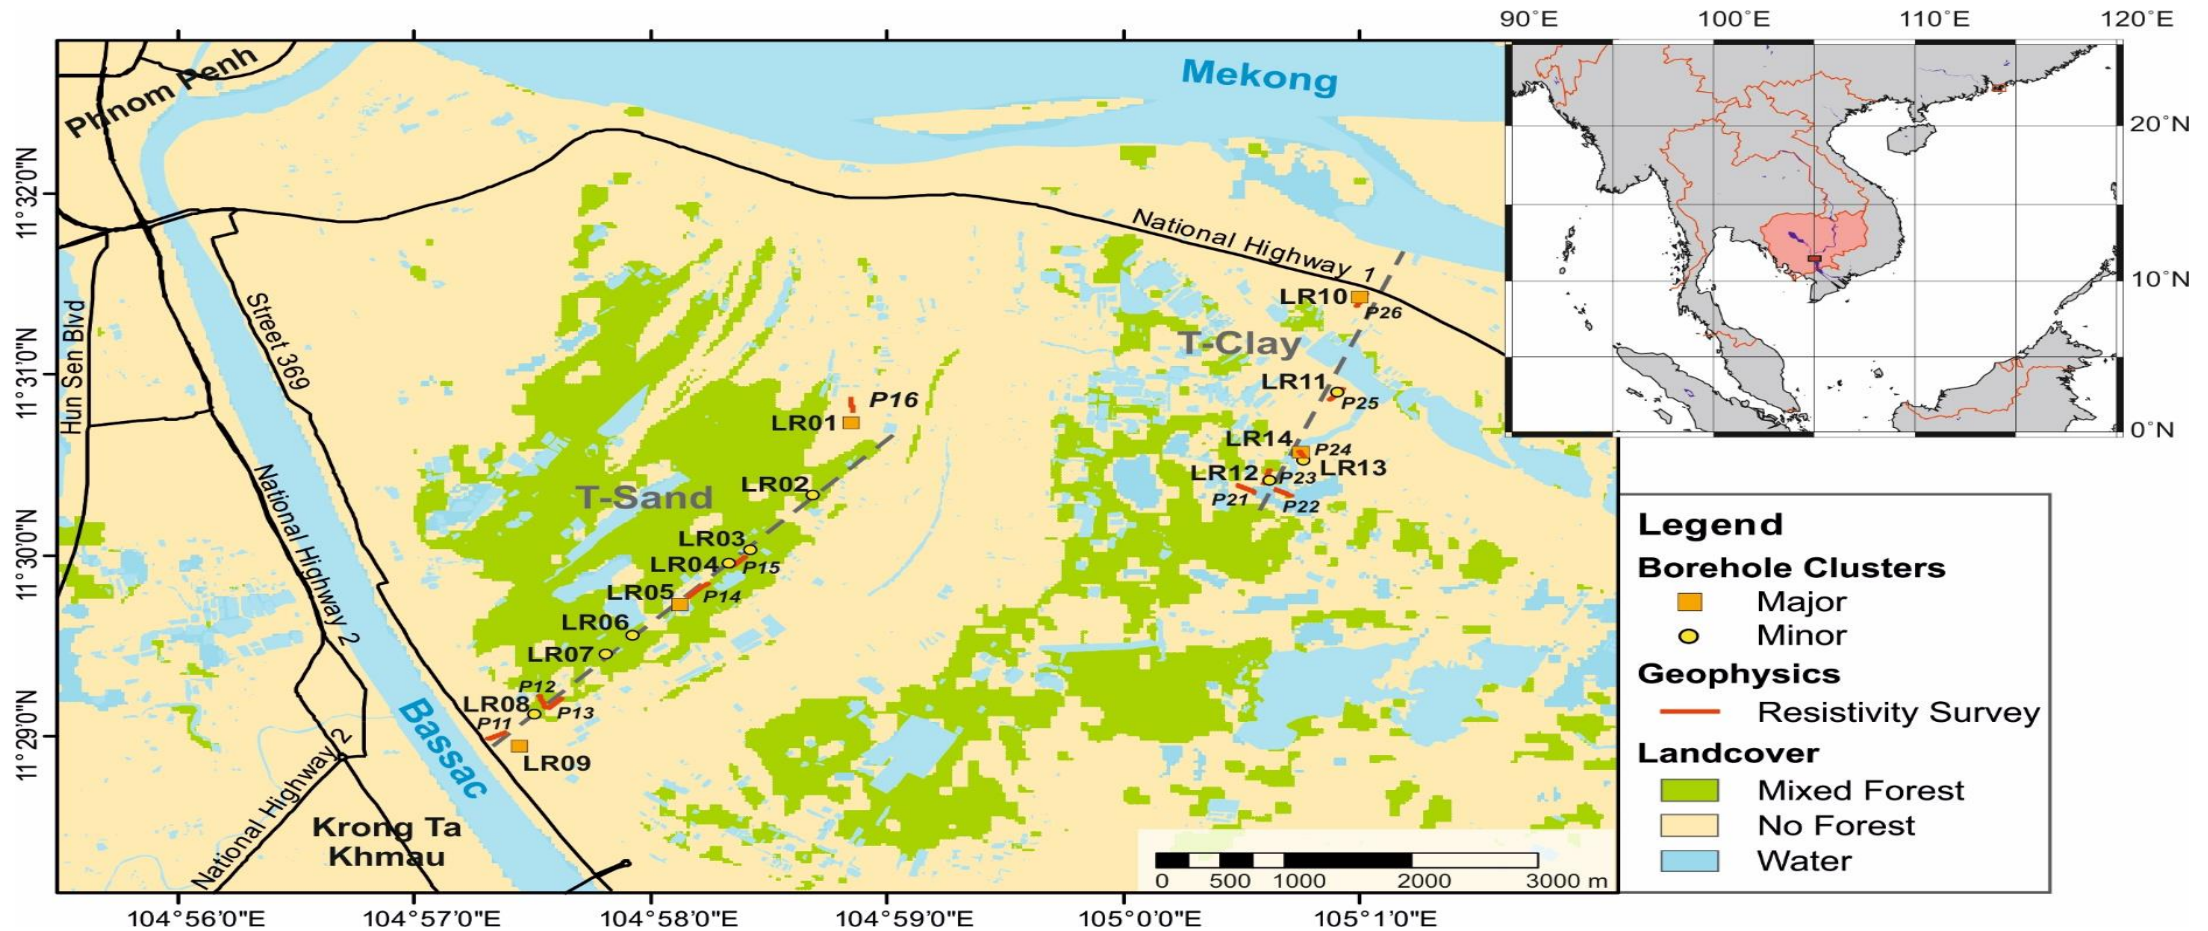 90°E
100°E
110°E
120°E
20°N
10°N
0°N
Phnom Penh
Mekong
11°32'0"N
11°31'0"N
11°30'0"N
11°29'0"N
National Highway 1
Hun Sen Blvd
Street 369
National Highway 2
National Highway 2
Bassac
Krong Ta
Khmau
T-Sand
T-Clay
LR10
P26
LR11
P25
LR14
P24
LR13
LR12
P23
P21
P22
P16
LR01
LR02
LR03
LR04
P15
LR05
P14
LR06
LR07
P12
LR08
P13
P11
LR09
0
500
1000
2000
3000 m
104°56'0"E
104°57'0"E
104°58'0"E
104°59'0"E
105°0'0"E
105°1'0"E
Legend
Borehole Clusters
Major
Minor
Geophysics
Resistivity Survey
Landcover
Mixed Forest
No Forest
Water